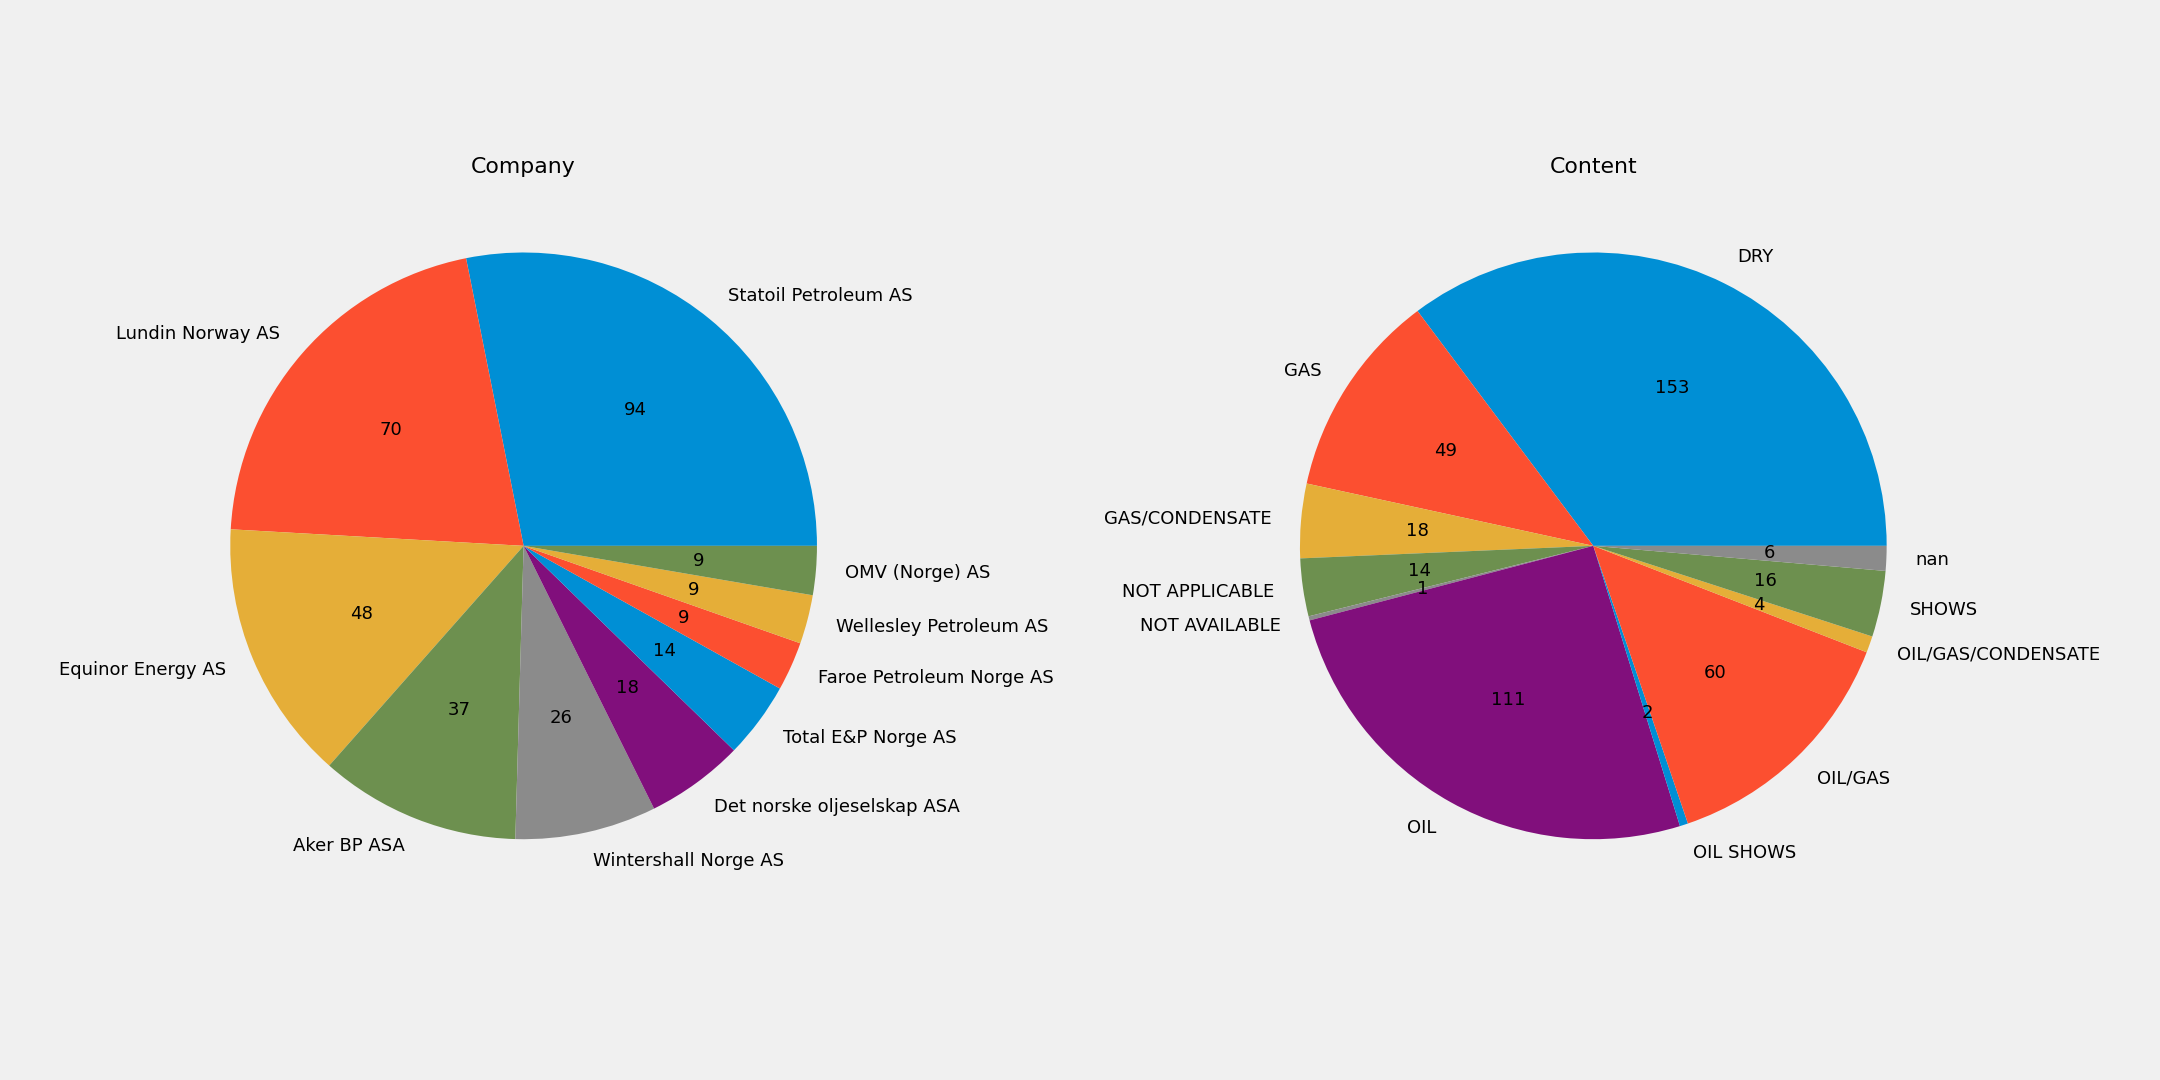 Company
Statoil Petroleum AS
94
Lundin Norway AS
70
Equinor Energy AS
48
Aker BP ASA
37
Wintershall Norge AS
26
Det norske oljeselskap ASA
18
Total E&P Norge AS
14
Faroe Petroleum Norge AS
9
Wellesley Petroleum AS
9
OMV (Norge) AS
9
Content
DRY
153
GAS
49
GAS/CONDENSATE
18
NOT APPLICABLE
14
NOT AVAILABLE
1
OIL
111
OIL SHOWS
2
OIL/GAS
60
OIL/GAS/CONDENSATE
4
SHOWS
16
nan
6